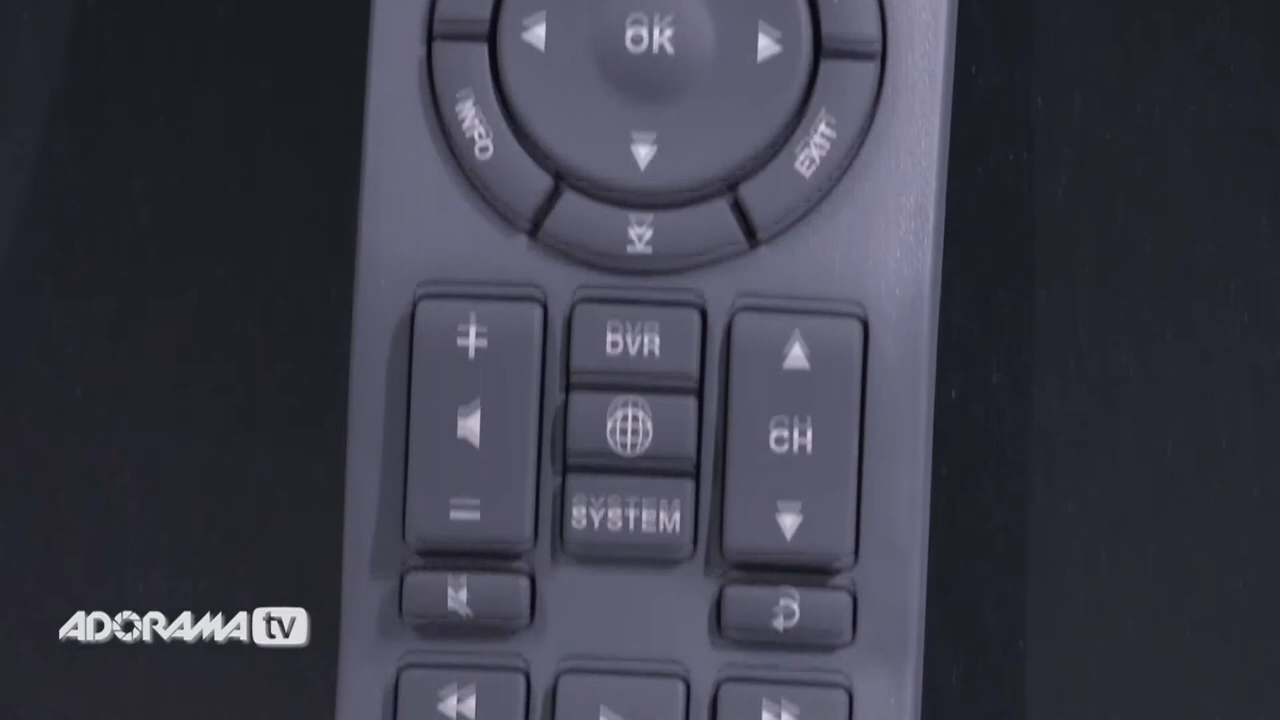 OK
INFO
EXIT
DVR
CH
SYSTEM
ADORAMA tv